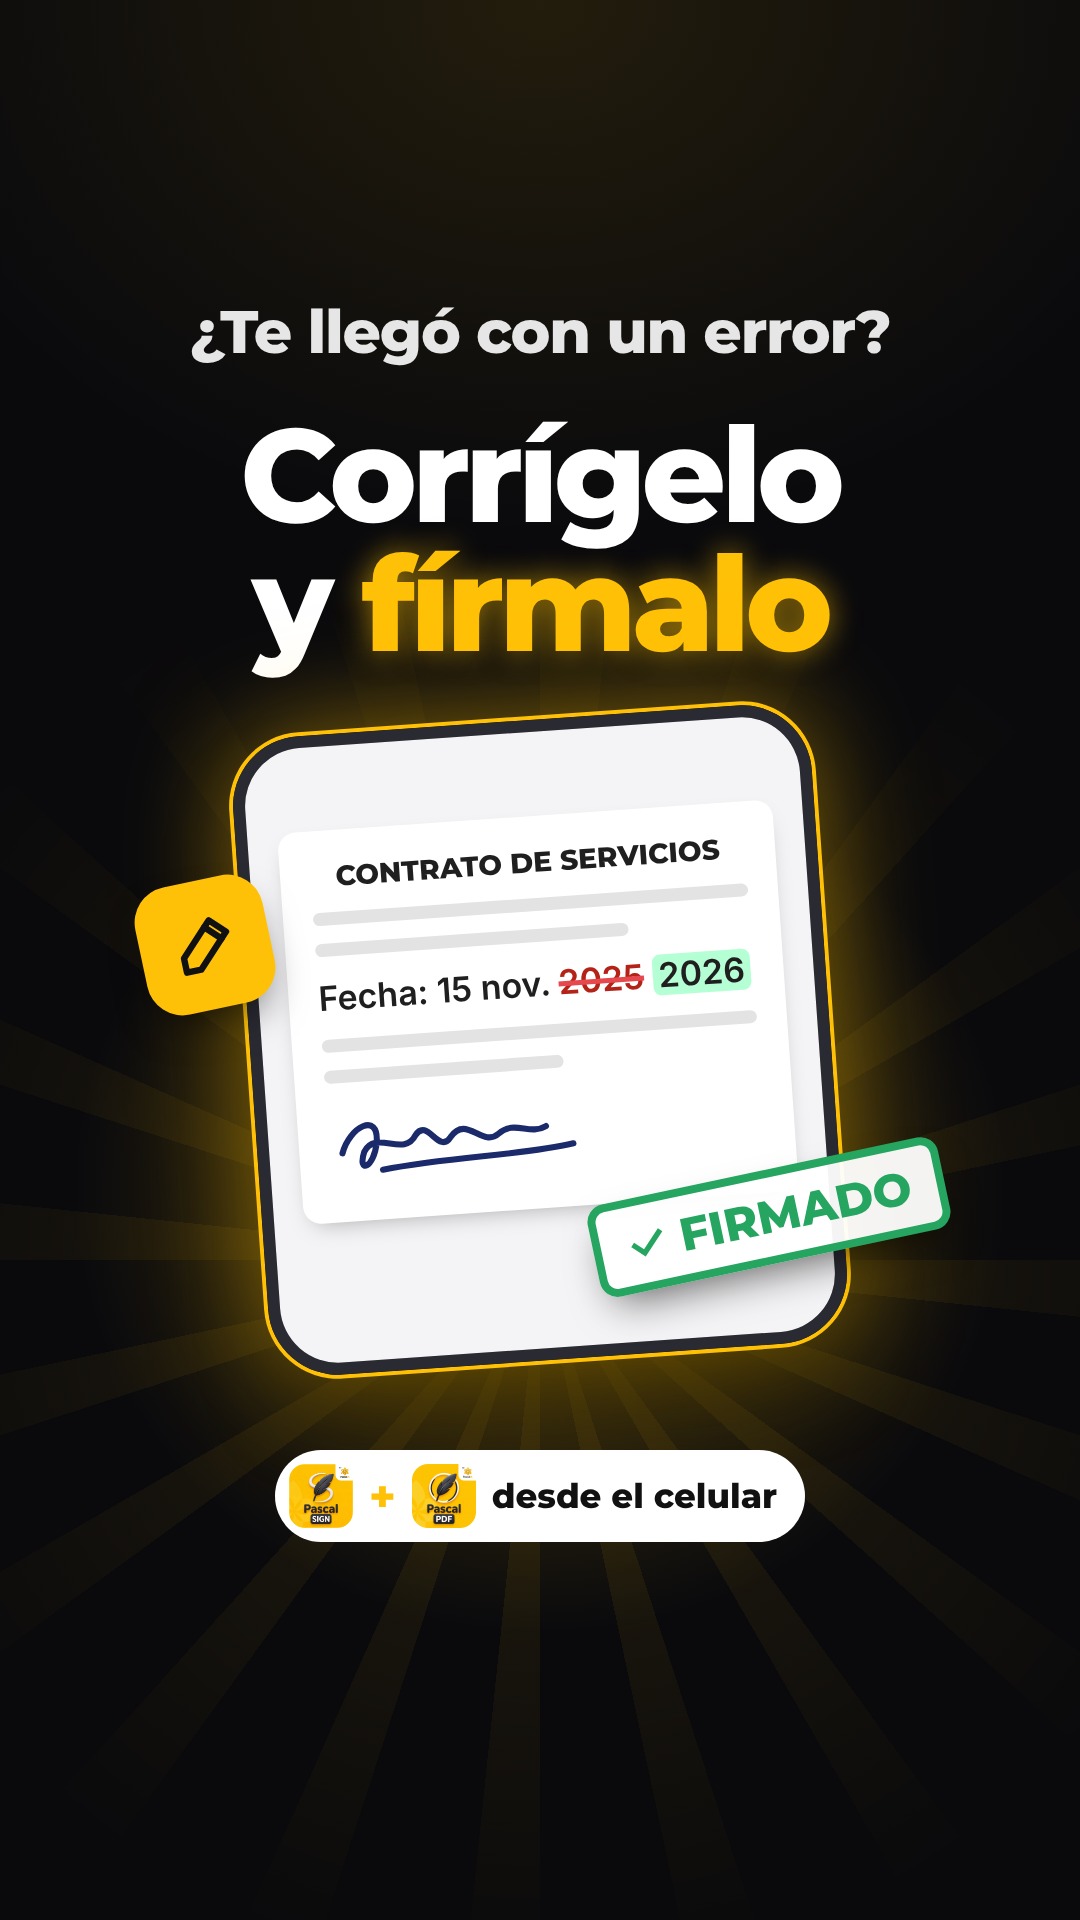 ¿Te llegó con un error?
Corrígelo
y fírmalo
CONTRATO DE SERVICIOS
Fecha: 15 nov. 2025 2026
FIRMADO
Pascal
SIGN
+
Pascal
PDF
desde el celular